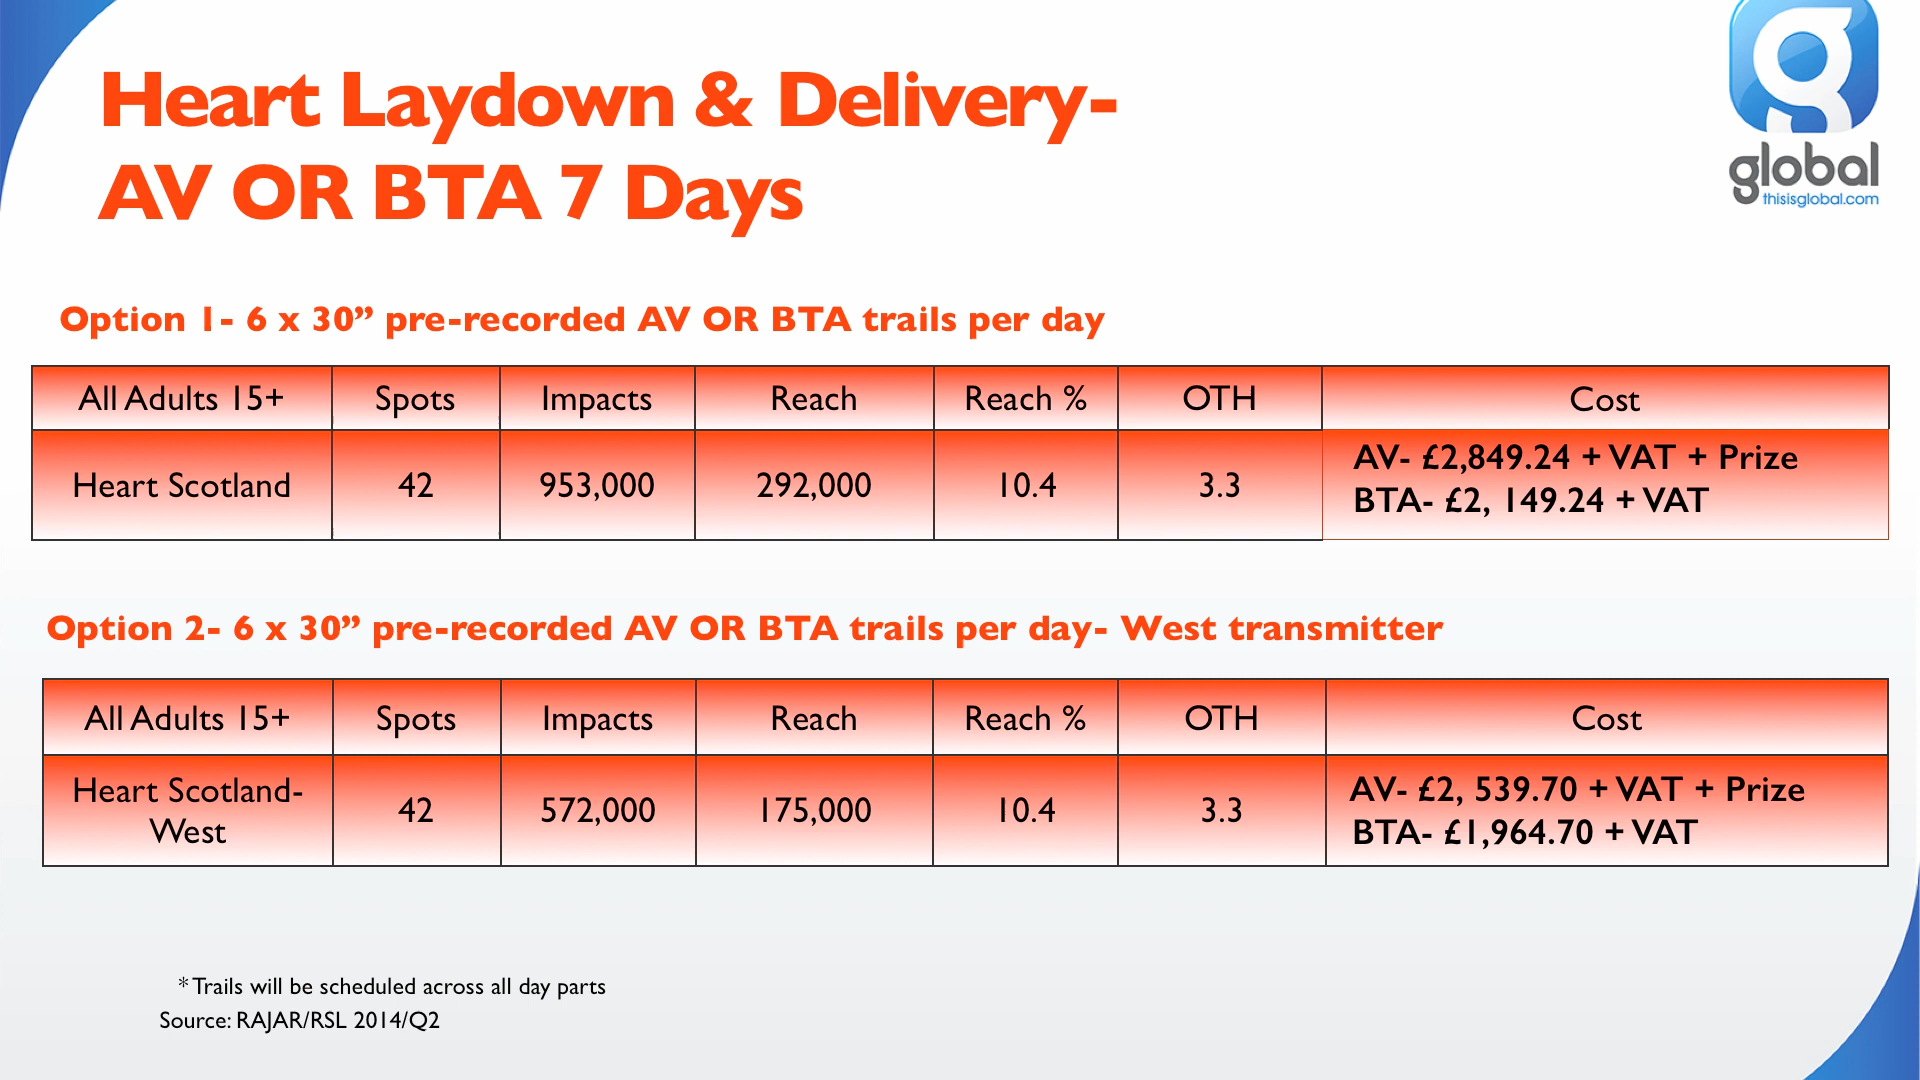 Heart Laydown & Delivery-
AV OR BTA 7 Days
global
thisisglobal.com
Option 1- 6 x 30” pre-recorded AV OR BTA trails per day
All Adults 15+ Spots Impacts Reach Reach % OTH Cost
Heart Scotland 42 953,000 292,000 10.4 3.3 AV- £2,849.24 + VAT + Prize
BTA- £2, 149.24 + VAT
Option 2- 6 x 30” pre-recorded AV OR BTA trails per day- West transmitter
All Adults 15+ Spots Impacts Reach Reach % OTH Cost
Heart Scotland-
West 42 572,000 175,000 10.4 3.3 AV- £2, 539.70 + VAT + Prize
BTA- £1,964.70 + VAT
* Trails will be scheduled across all day parts
Source: RAJAR/RSL 2014/Q2